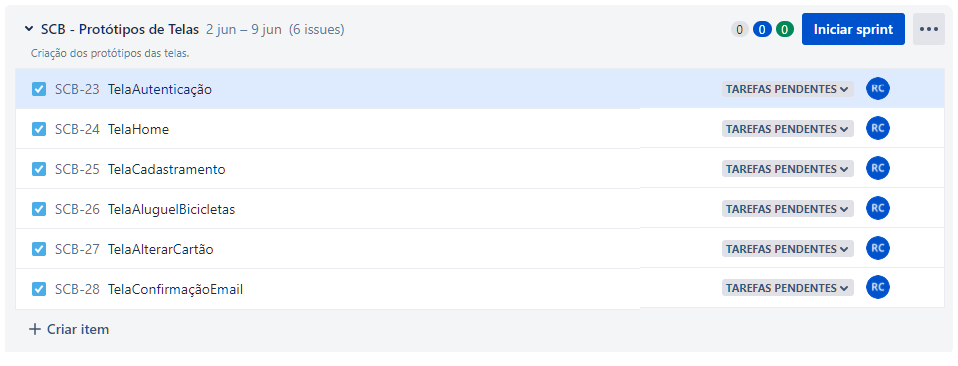 SCB - Protótipos de Telas 2 jun – 9 jun (6 issues) 0 0 0 Iniciar sprint
Criação dos protótipos das telas.
SCB-23 TelaAutenticação TAREFAS PENDENTES RC
SCB-24 TelaHome TAREFAS PENDENTES RC
SCB-25 TelaCadastramento TAREFAS PENDENTES RC
SCB-26 TelaAluguelBicicletas TAREFAS PENDENTES RC
SCB-27 TelaAlterarCartão TAREFAS PENDENTES RC
SCB-28 TelaConfirmaçãoEmail TAREFAS PENDENTES RC
+ Criar item